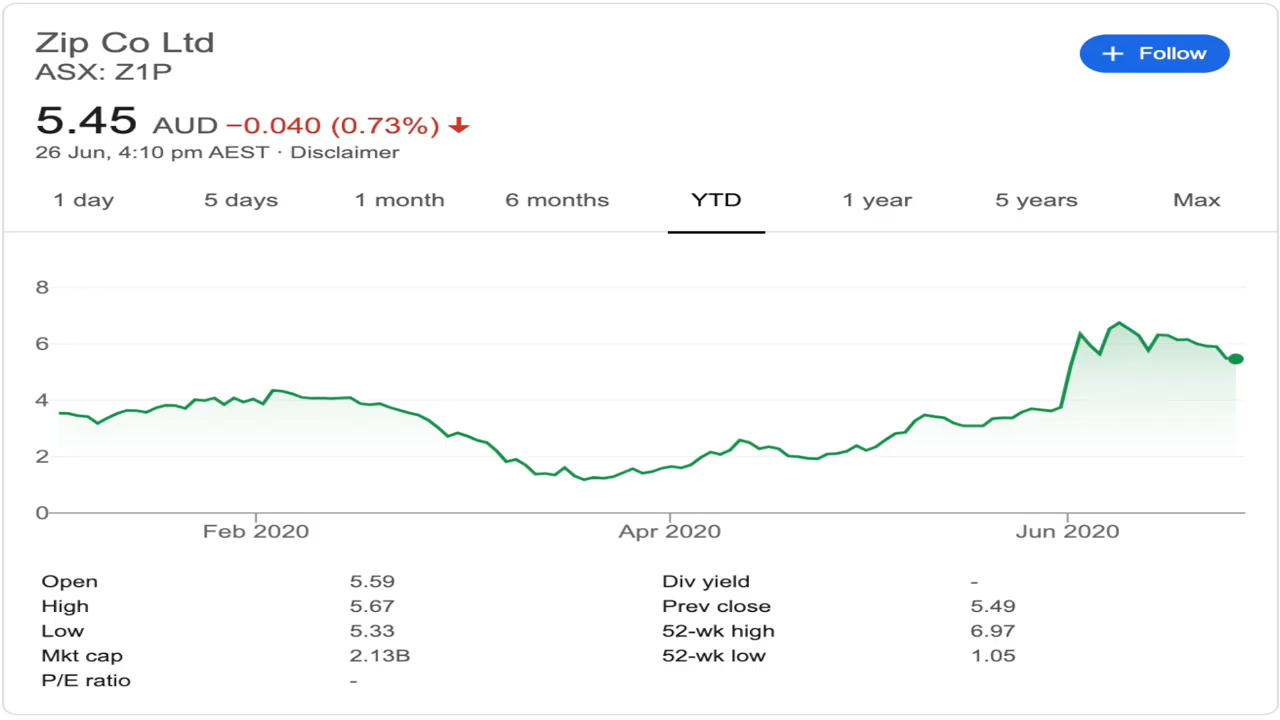 Zip Co Ltd
ASX: Z1P
+ Follow
5.45 AUD −0.040 (0.73%) ↓
26 Jun, 4:10 pm AEST · Disclaimer
1 day 5 days 1 month 6 months YTD 1 year 5 years Max
8
6
4
2
0
Feb 2020 Apr 2020 Jun 2020
Open 5.59 Div yield -
High 5.67 Prev close 5.49
Low 5.33 52-wk high 6.97
Mkt cap 2.13B 52-wk low 1.05
P/E ratio -